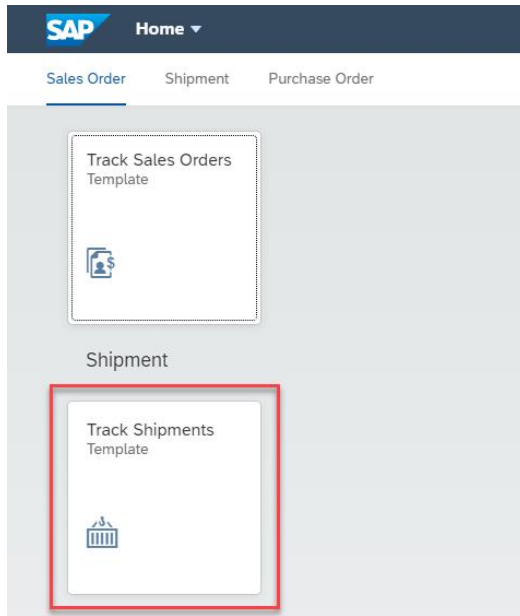 SAP Home
Sales Order Shipment Purchase Order
Track Sales Orders
Template
Shipment
Track Shipments
Template